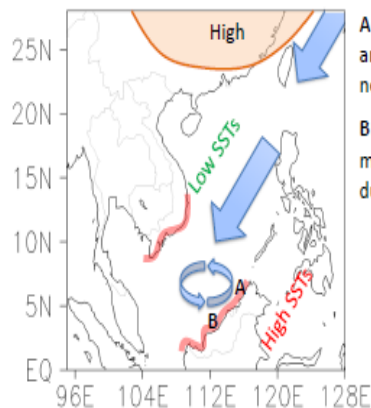 25N
20N
15N
10N
5N
EQ
96E 104E 112E 120E 128E
High
Low SSTs
High SSTs
A
B
A
B